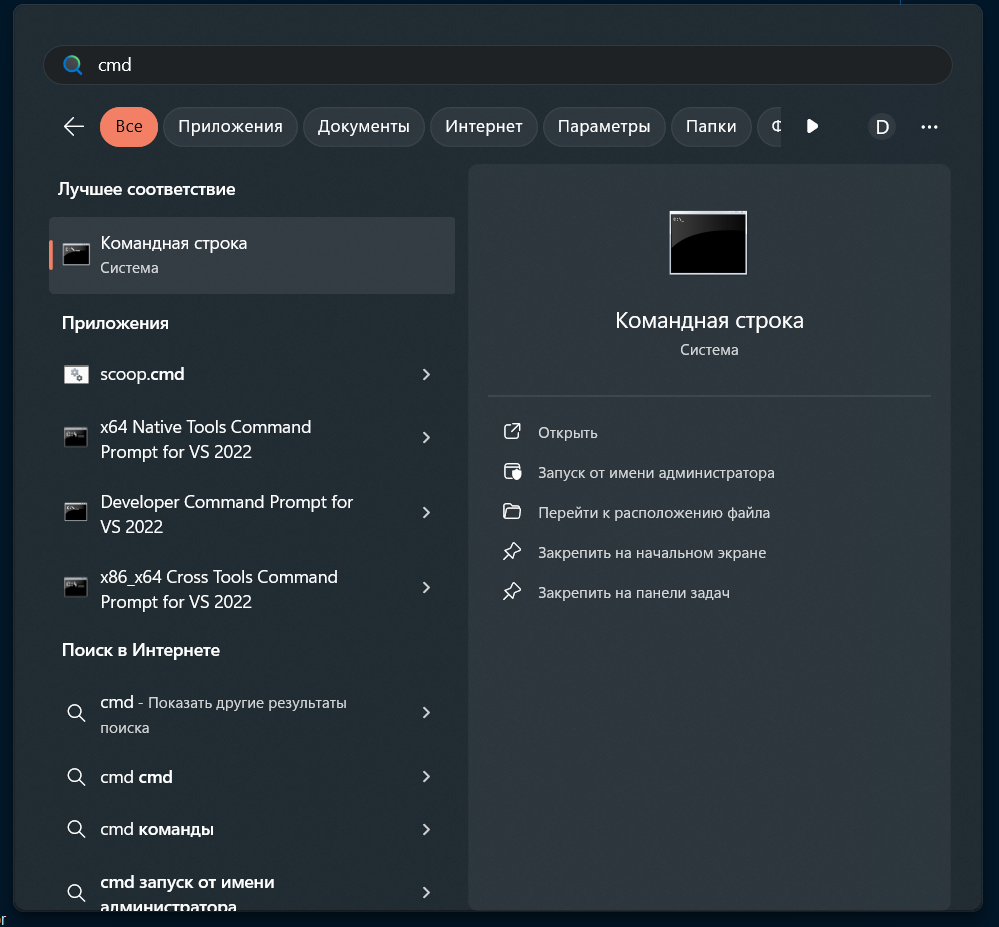 cmd
Все
Приложения
Документы
Интернет
Параметры
Папки
D
Лучшее соответствие
Командная строка
Система
Приложения
scoop.cmd
x64 Native Tools Command
Prompt for VS 2022
Developer Command Prompt for
VS 2022
x86_x64 Cross Tools Command
Prompt for VS 2022
Поиск в Интернете
cmd - Показать другие результаты
поиска
cmd cmd
cmd команды
cmd запуск от имени
администратора
Командная строка
Система
Открыть
Запуск от имени администратора
Перейти к расположению файла
Закрепить на начальном экране
Закрепить на панели задач